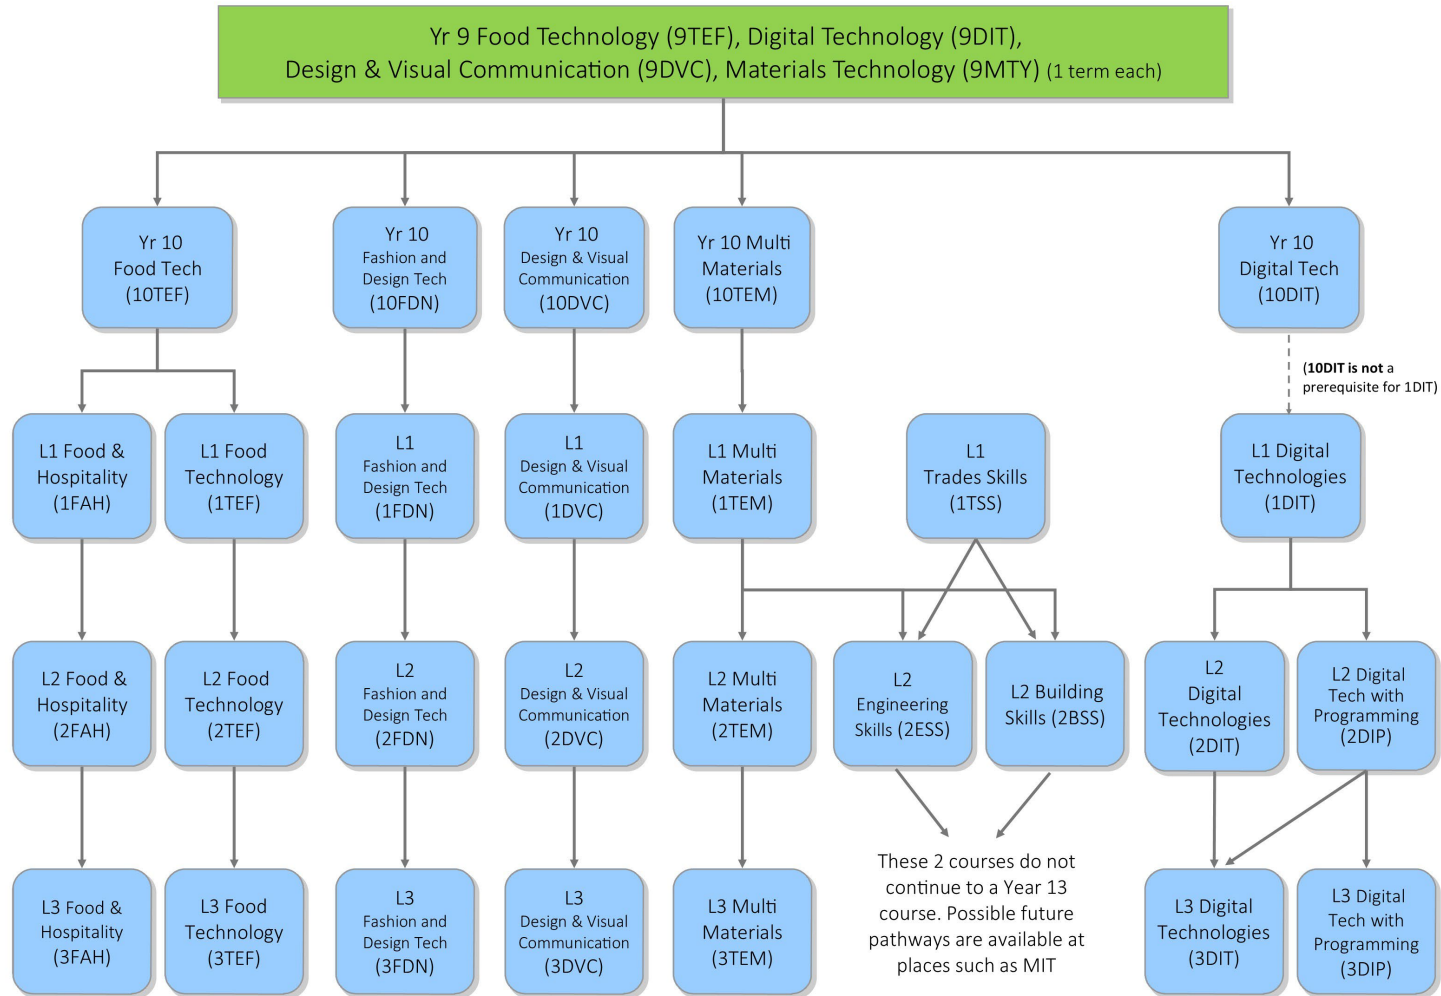 Yr 9 Food Technology (9TEF), Digital Technology (9DIT),
Design & Visual Communication (9DVC), Materials Technology (9MTY) (1 term each)
Yr 10
Food Tech
(10TEF)
Yr 10
Fashion and
Design Tech
(10FDN)
Yr 10
Design & Visual
Communication
(10DVC)
Yr 10 Multi
Materials
(10TEM)
Yr 10
Digital Tech
(10DIT)
(10DIT is not a
prerequisite for 1DIT)
L1 Food &
Hospitality
(1FAH)
L1 Food
Technology
(1TEF)
L1
Fashion and
Design Tech
(1FDN)
L1
Design & Visual
Communication
(1DVC)
L1 Multi
Materials
(1TEM)
L1
Trades Skills
(1TSS)
L1 Digital
Technologies
(1DIT)
L2 Food &
Hospitality
(2FAH)
L2 Food
Technology
(2TEF)
L2
Fashion and
Design Tech
(2FDN)
L2
Design & Visual
Communication
(2DVC)
L2 Multi
Materials
(2TEM)
L2
Engineering
Skills (2ESS)
L2 Building
Skills (2BSS)
L2
Digital
Technologies
(2DIT)
L2 Digital
Tech with
Programming
(2DIP)
L3 Food &
Hospitality
(3FAH)
L3 Food
Technology
(3TEF)
L3
Fashion and
Design Tech
(3FDN)
L3
Design & Visual
Communication
(3DVC)
L3 Multi
Materials
(3TEM)
These 2 courses do not
continue to a Year 13
course. Possible future
pathways are available at
places such as MIT
L3 Digital
Technologies
(3DIT)
L3 Digital
Tech with
Programming
(3DIP)